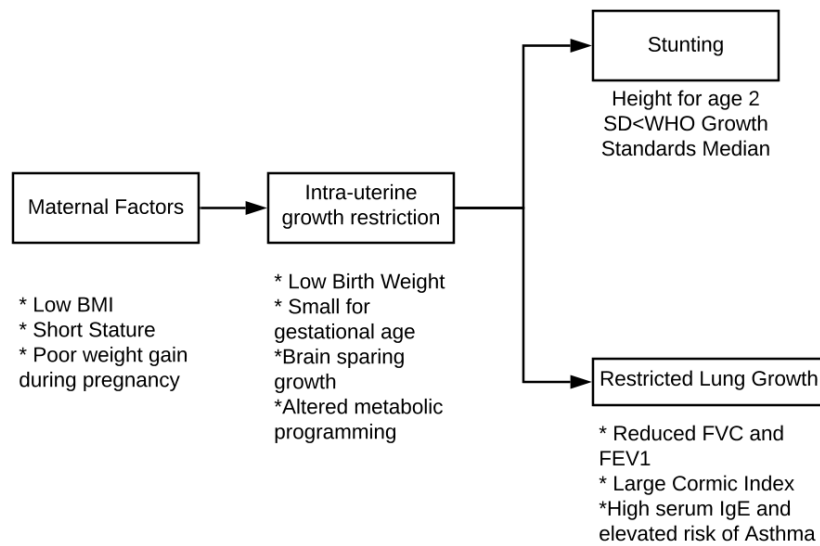 Stunting
Height for age 2
SD<WHO Growth
Standards Median
Maternal Factors
* Low BMI
* Short Stature
* Poor weight gain
during pregnancy
Intra-uterine
growth restriction
* Low Birth Weight
* Small for
gestational age
*Brain sparing
growth
*Altered metabolic
programming
Restricted Lung Growth
* Reduced FVC and
FEV1
* Large Cormic Index
*High serum IgE and
elevated risk of Asthma